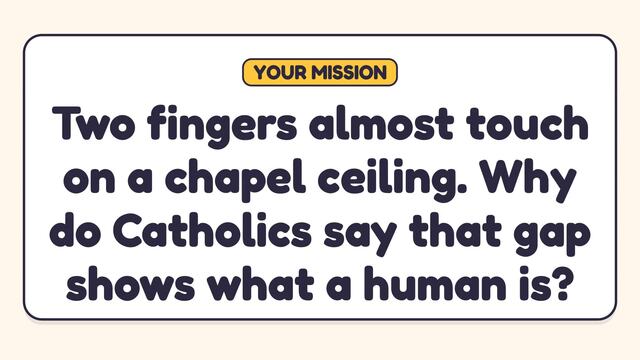 YOUR MISSION
Two fingers almost touch
on a chapel ceiling. Why
do Catholics say that gap
shows what a human is?